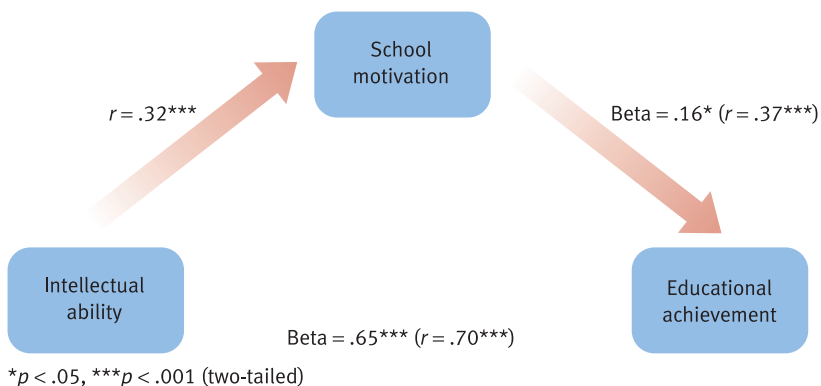 School
motivation
r = .32***
Beta = .16* (r = .37***)
Intellectual
ability
Educational
achievement
Beta = .65*** (r = .70***)
*p < .05, ***p < .001 (two-tailed)